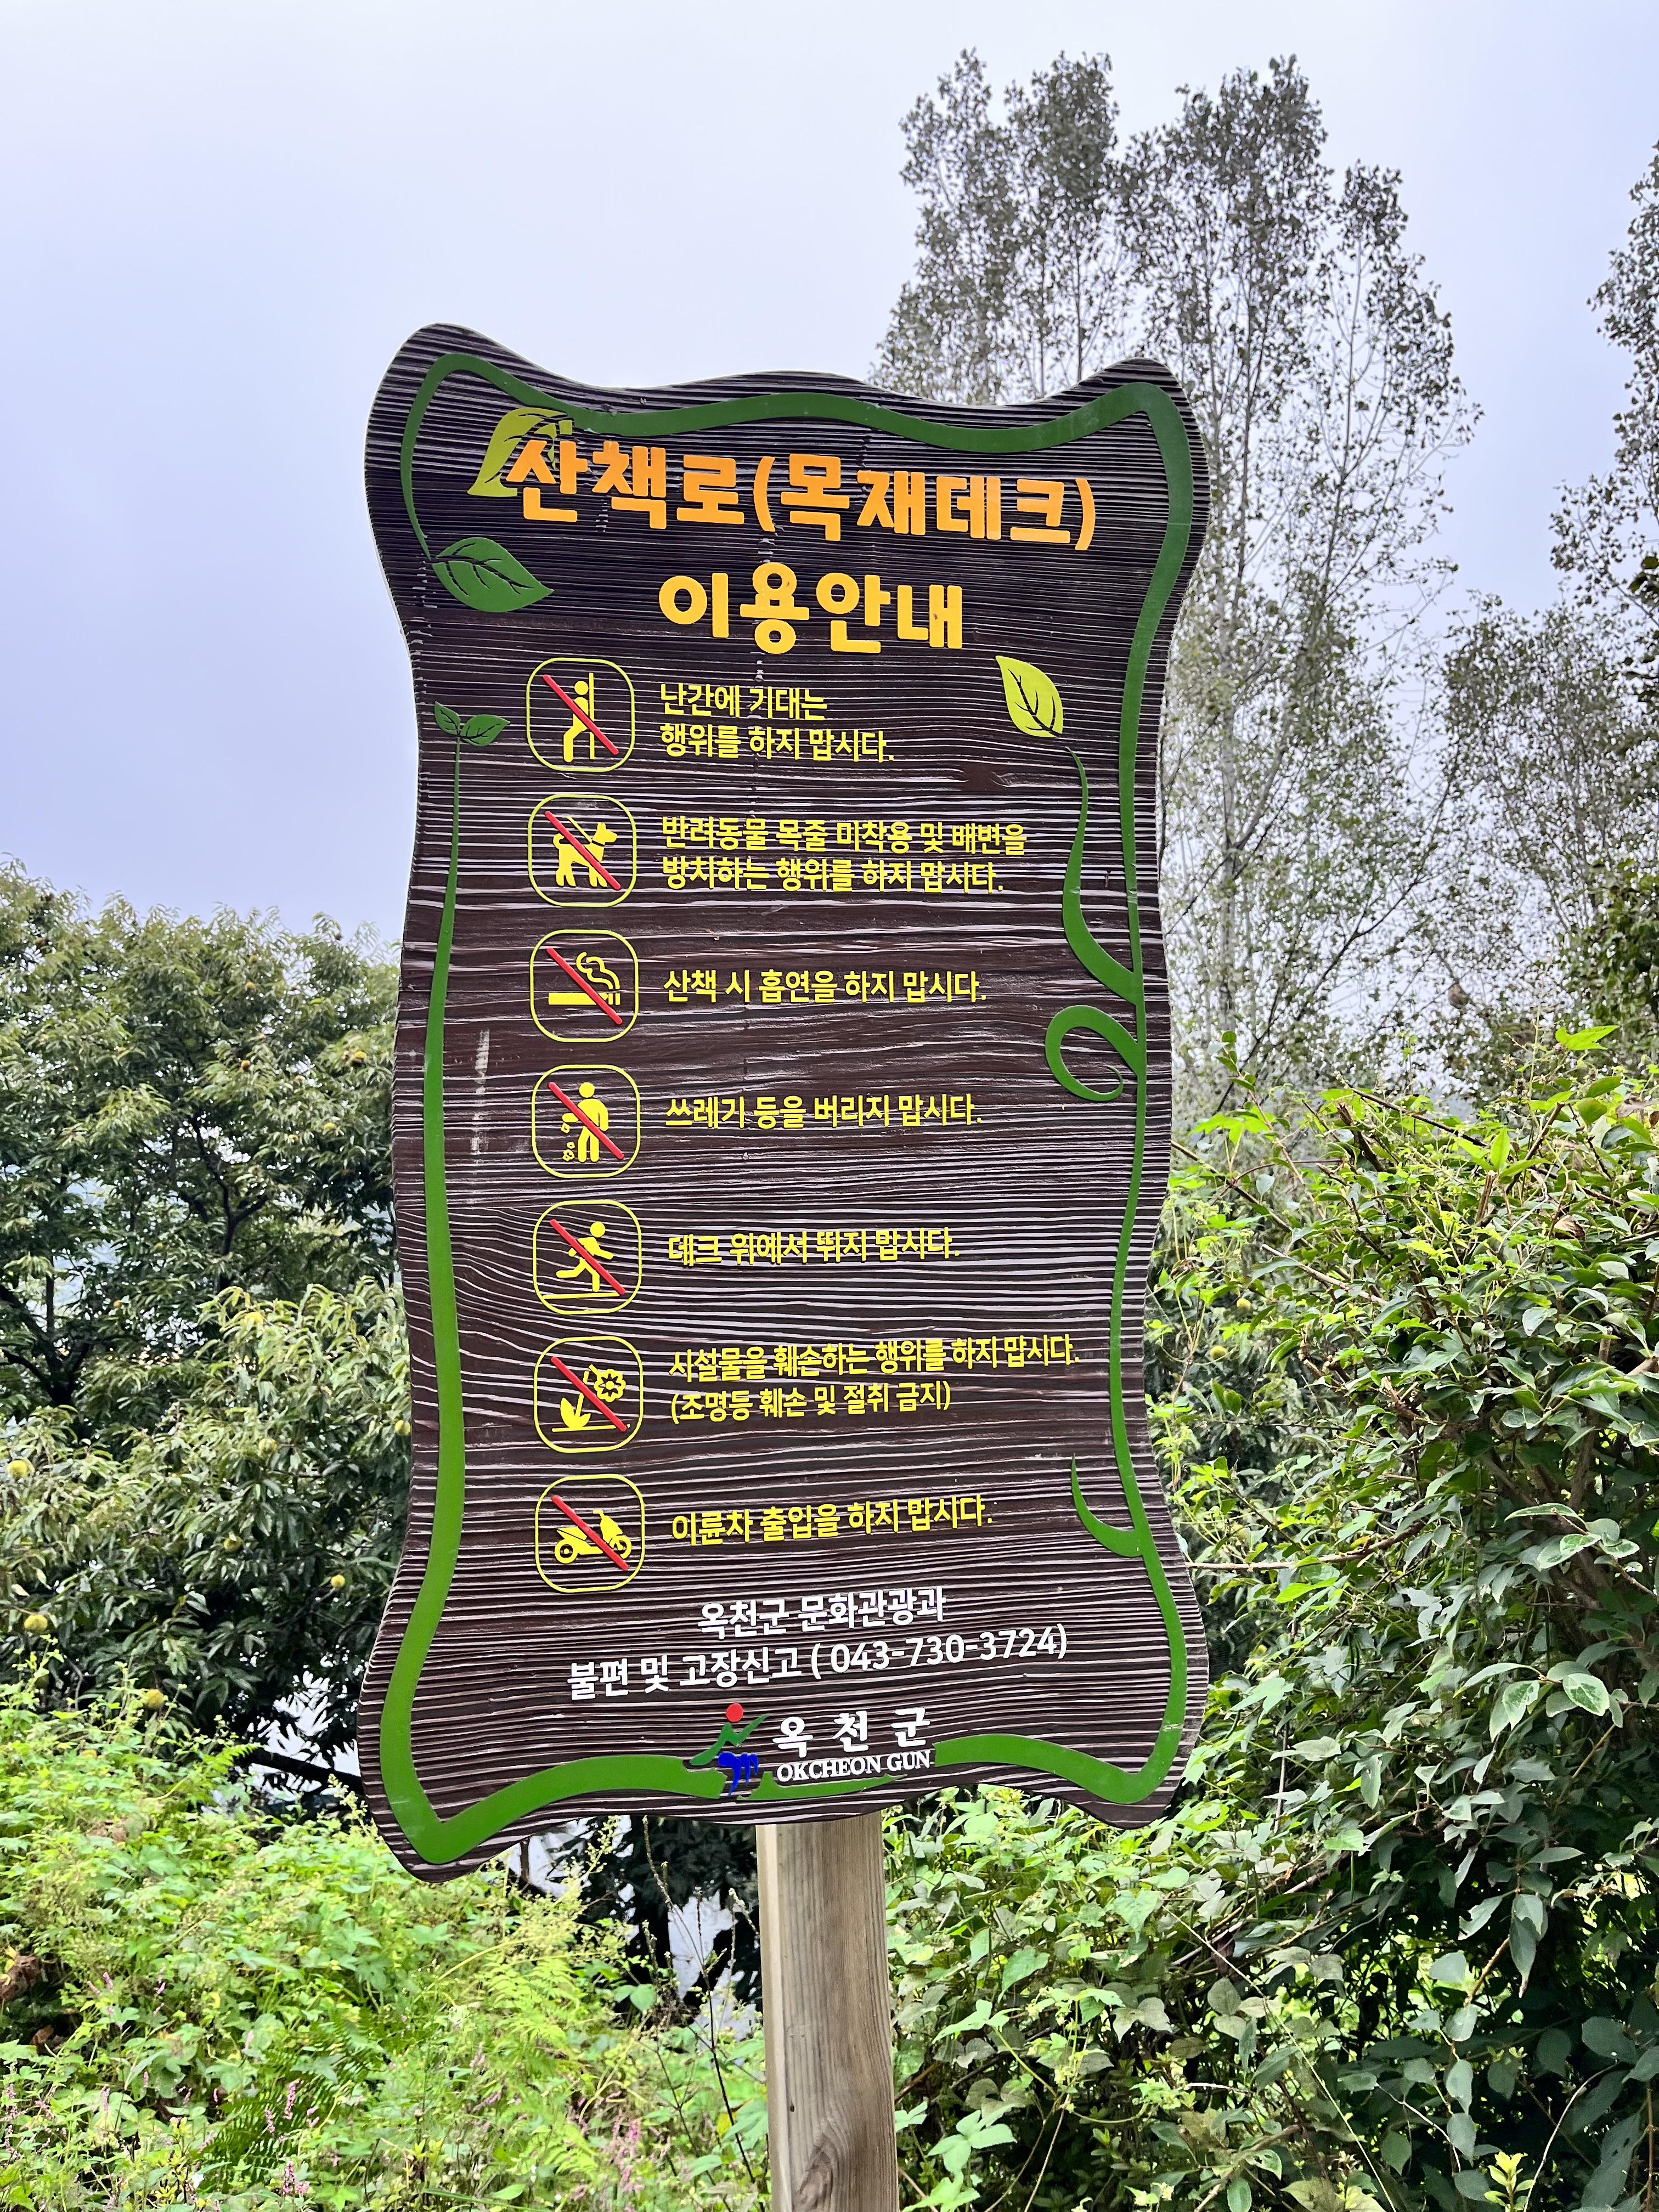 산책로(목재데크)
이용안내
난간에 기대는
행위를 하지 맙시다.
반려동물 목줄 미착용 및 배변을
방치하는 행위를 하지 맙시다.
산책 시 흡연을 하지 맙시다.
쓰레기 등을 버리지 맙시다.
데크 위에서 뛰지 맙시다.
시설물을 훼손하는 행위를 하지 맙시다.
(조명등 훼손 및 절취 금지)
이륜차 출입을 하지 맙시다.
옥천군 문화관광과
불편 및 고장신고 ( 043-730-3724)
옥천군
OKCHEON GUN